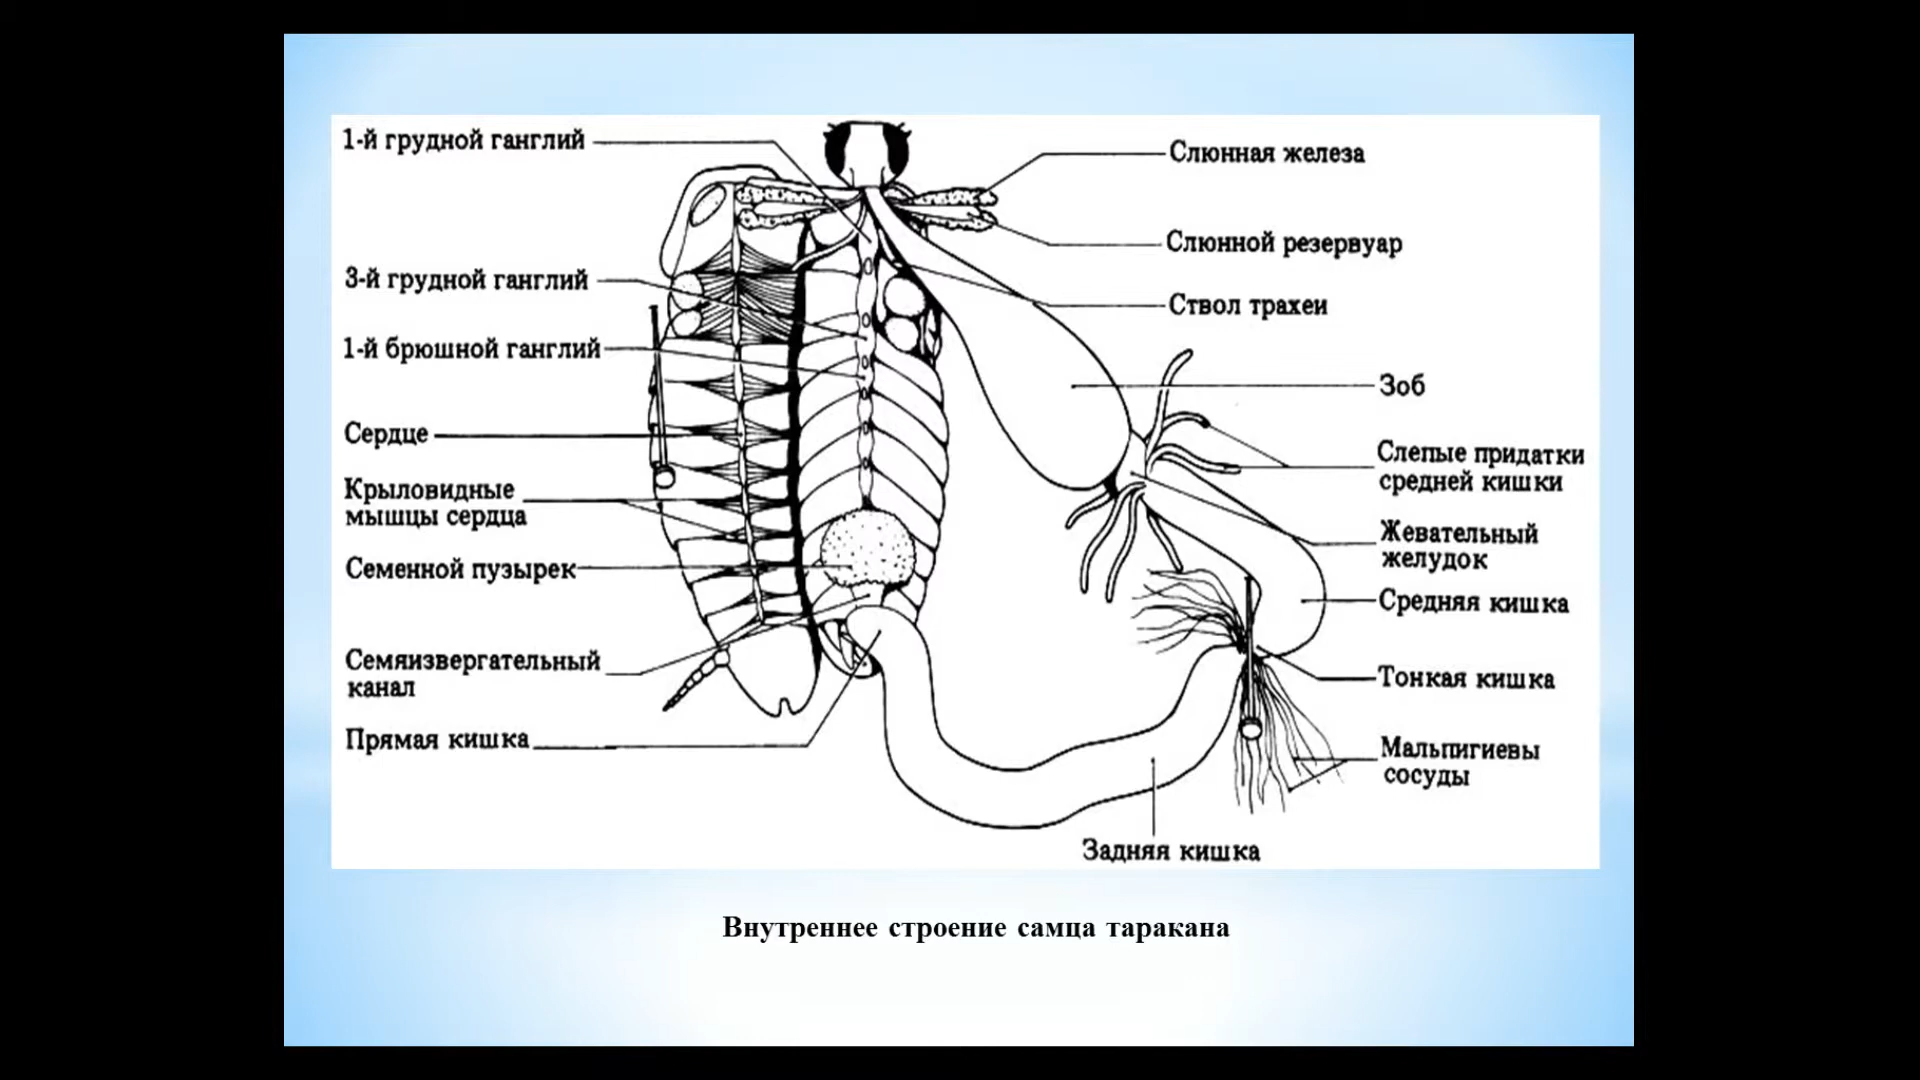 1-й грудной ганглий
3-й грудной ганглий
1-й брюшной ганглий
Сердце
Крыловидные
мышцы сердца
Семенной пузырек
Семяизвергательный
канал
Прямая кишка
Слюнная железа
Слюнной резервуар
Ствол трахеи
Зоб
Слепые придатки
средней кишки
Жевательный
желудок
Средняя кишка
Тонкая кишка
Мальпигиевы
сосуды
Задняя кишка
Внутреннее строение самца таракана